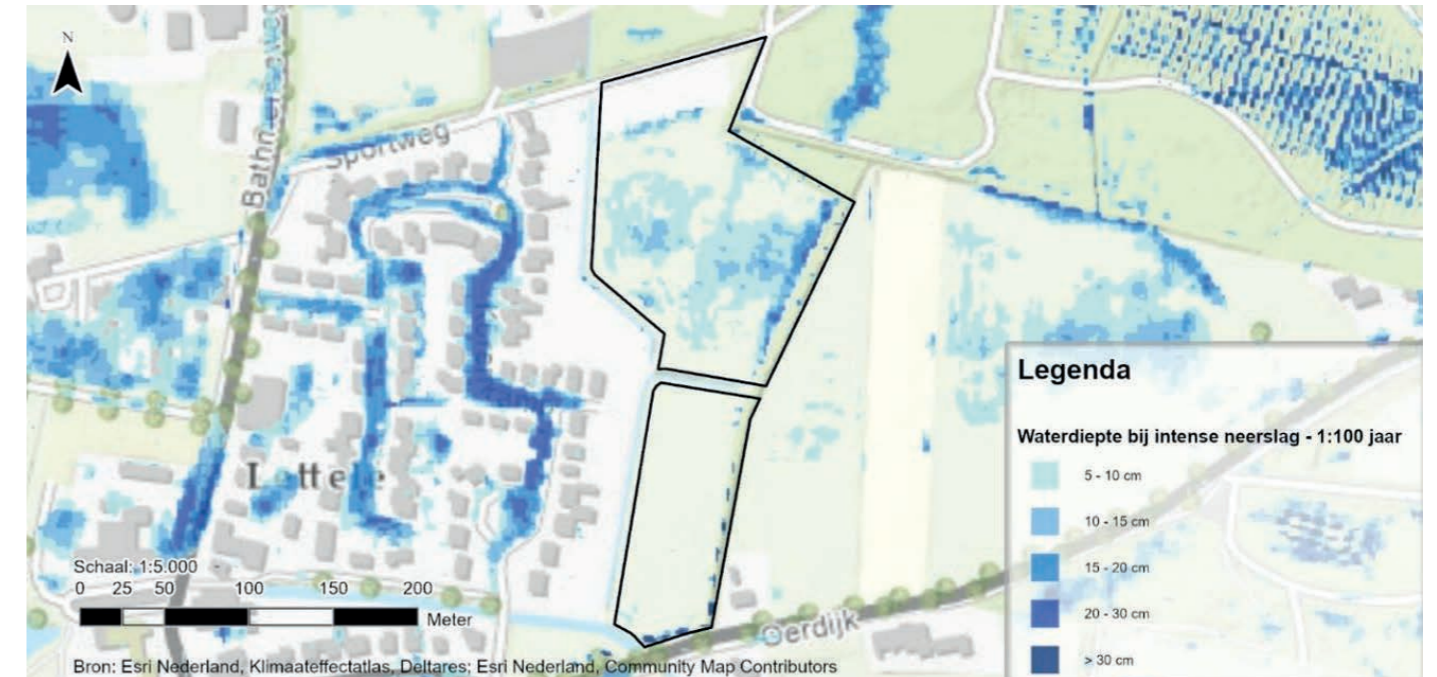 N
Sportweg
Lettele
Oerdijk
Schaal: 1:5.000
0 25 50 100 150 200
Meter
Bron: Esri Nederland, Klimaateffectatlas, Deltares; Esri Nederland, Community Map Contributors
Legenda
Waterdiepte bij intense neerslag - 1:100 jaar
5 - 10 cm
10 - 15 cm
15 - 20 cm
20 - 30 cm
> 30 cm